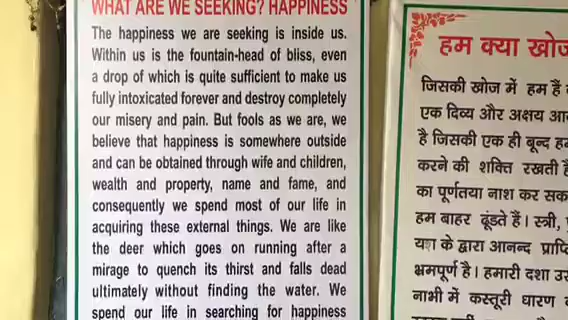 WHAT ARE WE SEEKING? HAPPINESS
The happiness we are seeking is inside us.
Within us is the fountain-head of bliss, even
a drop of which is quite sufficient to make us
fully intoxicated forever and destroy completely
our misery and pain. But fools as we are, we
believe that happiness is somewhere outside
and can be obtained through wife and children,
wealth and property, name and fame, and
consequently we spend most of our life in
acquiring these external things. We are like
the deer which goes on running after a
mirage to quench its thirst and falls dead
ultimately without finding the water. We
spend our life in searching for happiness
हम क्या
जिसकी खोज में हम हैं
एक दिव्य और अक्षय
है जिसकी एक ही बून्द
करने की शक्ति रखती
का पूर्णतया नाश कर
हम बाहर ढूंडते हैं। स्त्री,
यश के द्वारा आनन्द
भ्रमपूर्ण है। हमारी दशा
नाभी में कस्तूरी धारण